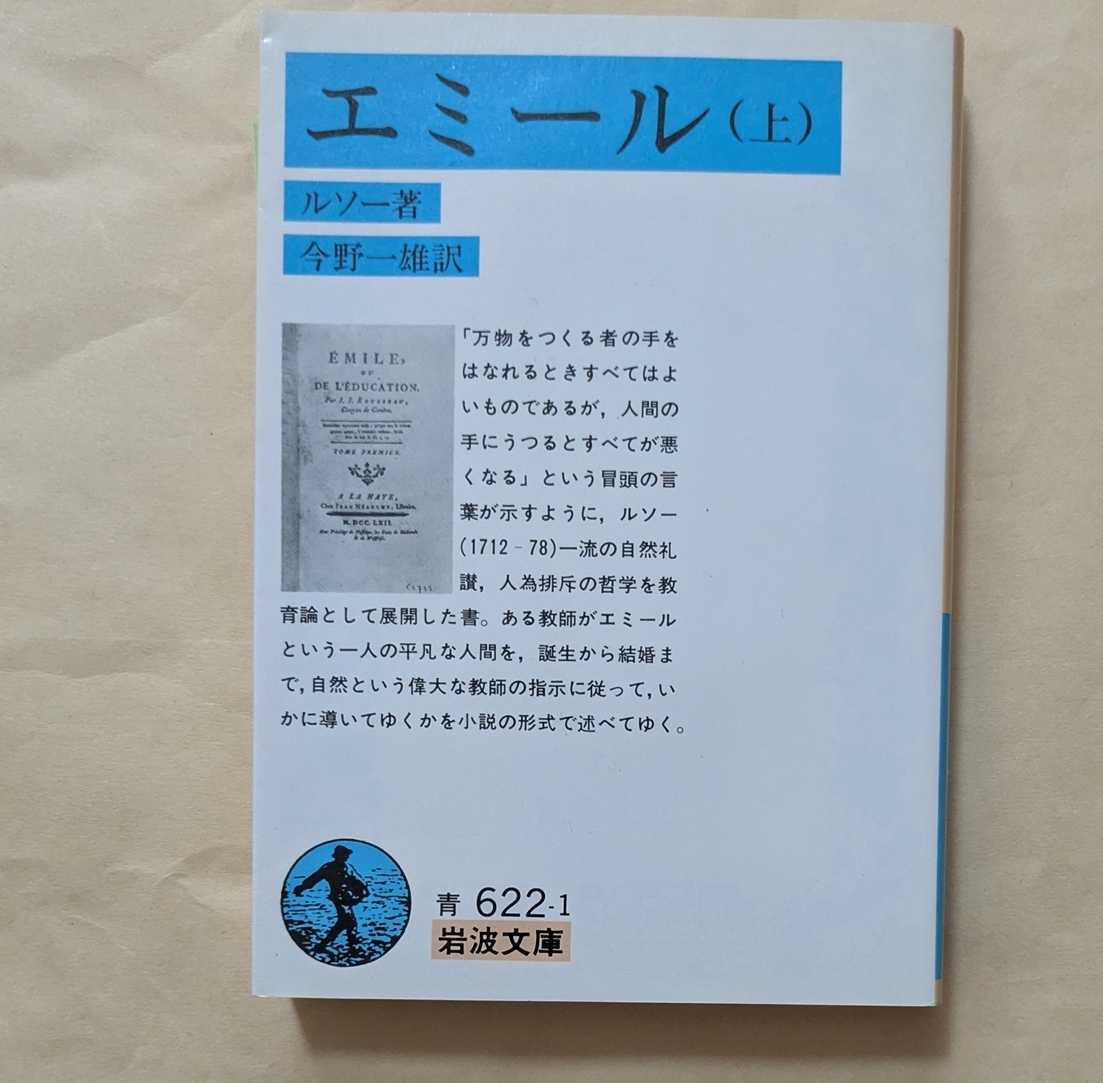 エミール（上）
ルソー著
今野一雄訳
ÉMILE,
OU
DE L'ÉDUCATION.
Par J. J. ROUSSEAU,
Citoyen de Genève.
TOME PREMIER.
A LA HAYE,
Chez JEAN NÉAULME, Libraire.
M. DCC. LXII.
「万物をつくる者の手を
はなれるときすべてはよ
いものであるが，人間の
手にうつるとすべてが悪
くなる」という冒頭の言
葉が示すように，ルソー
(1712‐78)一流の自然礼
讃，人為排斥の哲学を教
育論として展開した書。ある教師がエミール
という一人の平凡な人間を，誕生から結婚ま
で，自然という偉大な教師の指示に従って，い
かに導いてゆくかを小説の形式で述べてゆく。
青 622-1
岩波文庫